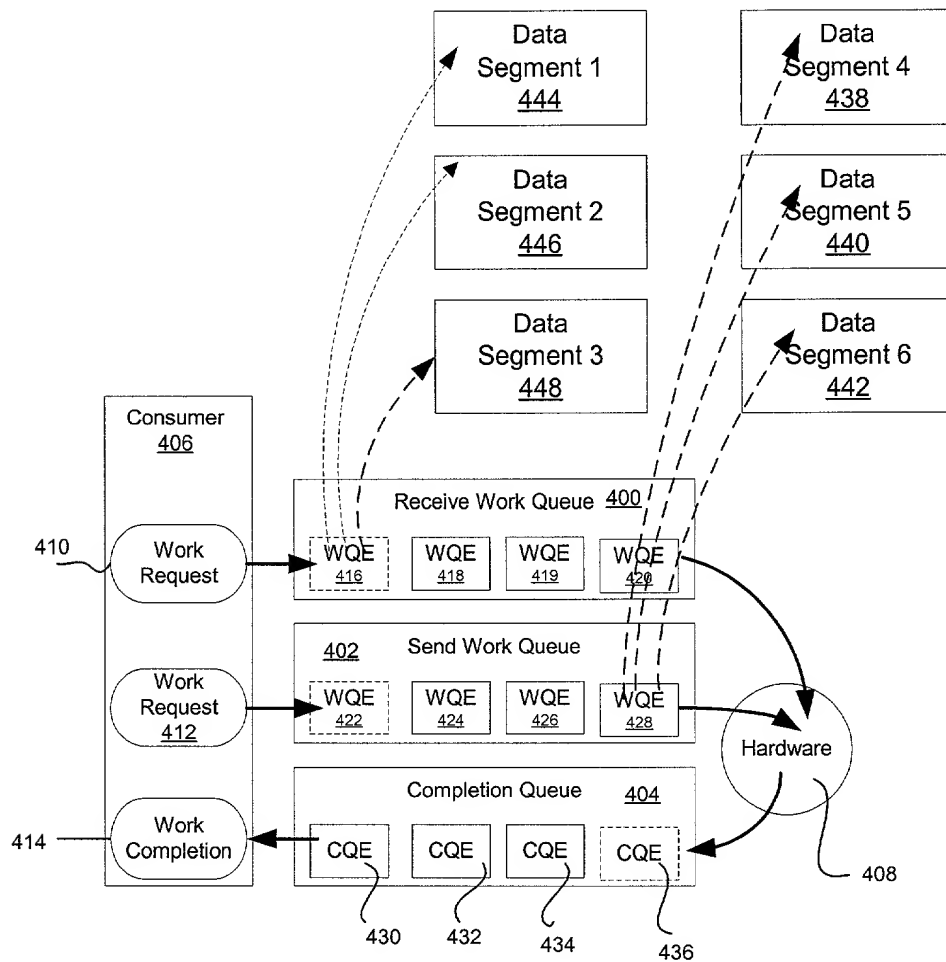 Data
Segment 1
444
Data
Segment 4
438
Data
Segment 2
446
Data
Segment 5
440
Data
Segment 3
448
Data
Segment 6
442
Consumer
406
Receive Work Queue 400
410
Work
Request
WQE
416
WQE
418
WQE
419
WQE
420
402 Send Work Queue
Work
Request
412
WQE
422
WQE
424
WQE
426
WQE
428
Hardware
Completion Queue 404
414
Work
Completion
CQE
CQE
CQE
CQE
408
430
432
434
436